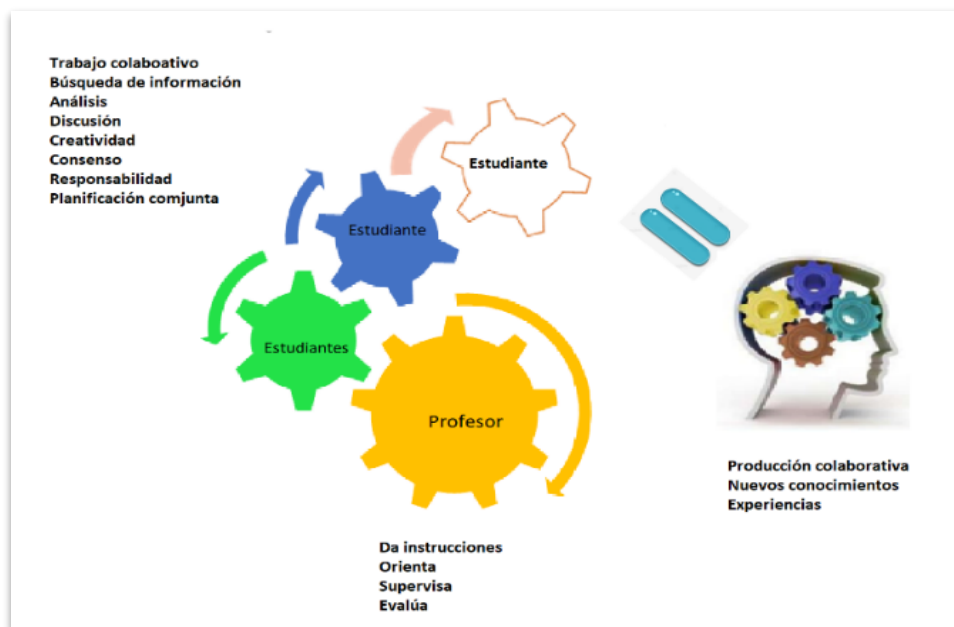 Trabajo colaboativo
Búsqueda de información
Análisis
Discusión
Creatividad
Consenso
Responsabilidad
Planificación comjunta
Estudiante
Estudiante
Estudiantes
Profesor
Da instrucciones
Orienta
Supervisa
Evalúa
Producción colaborativa
Nuevos conocimientos
Experiencias